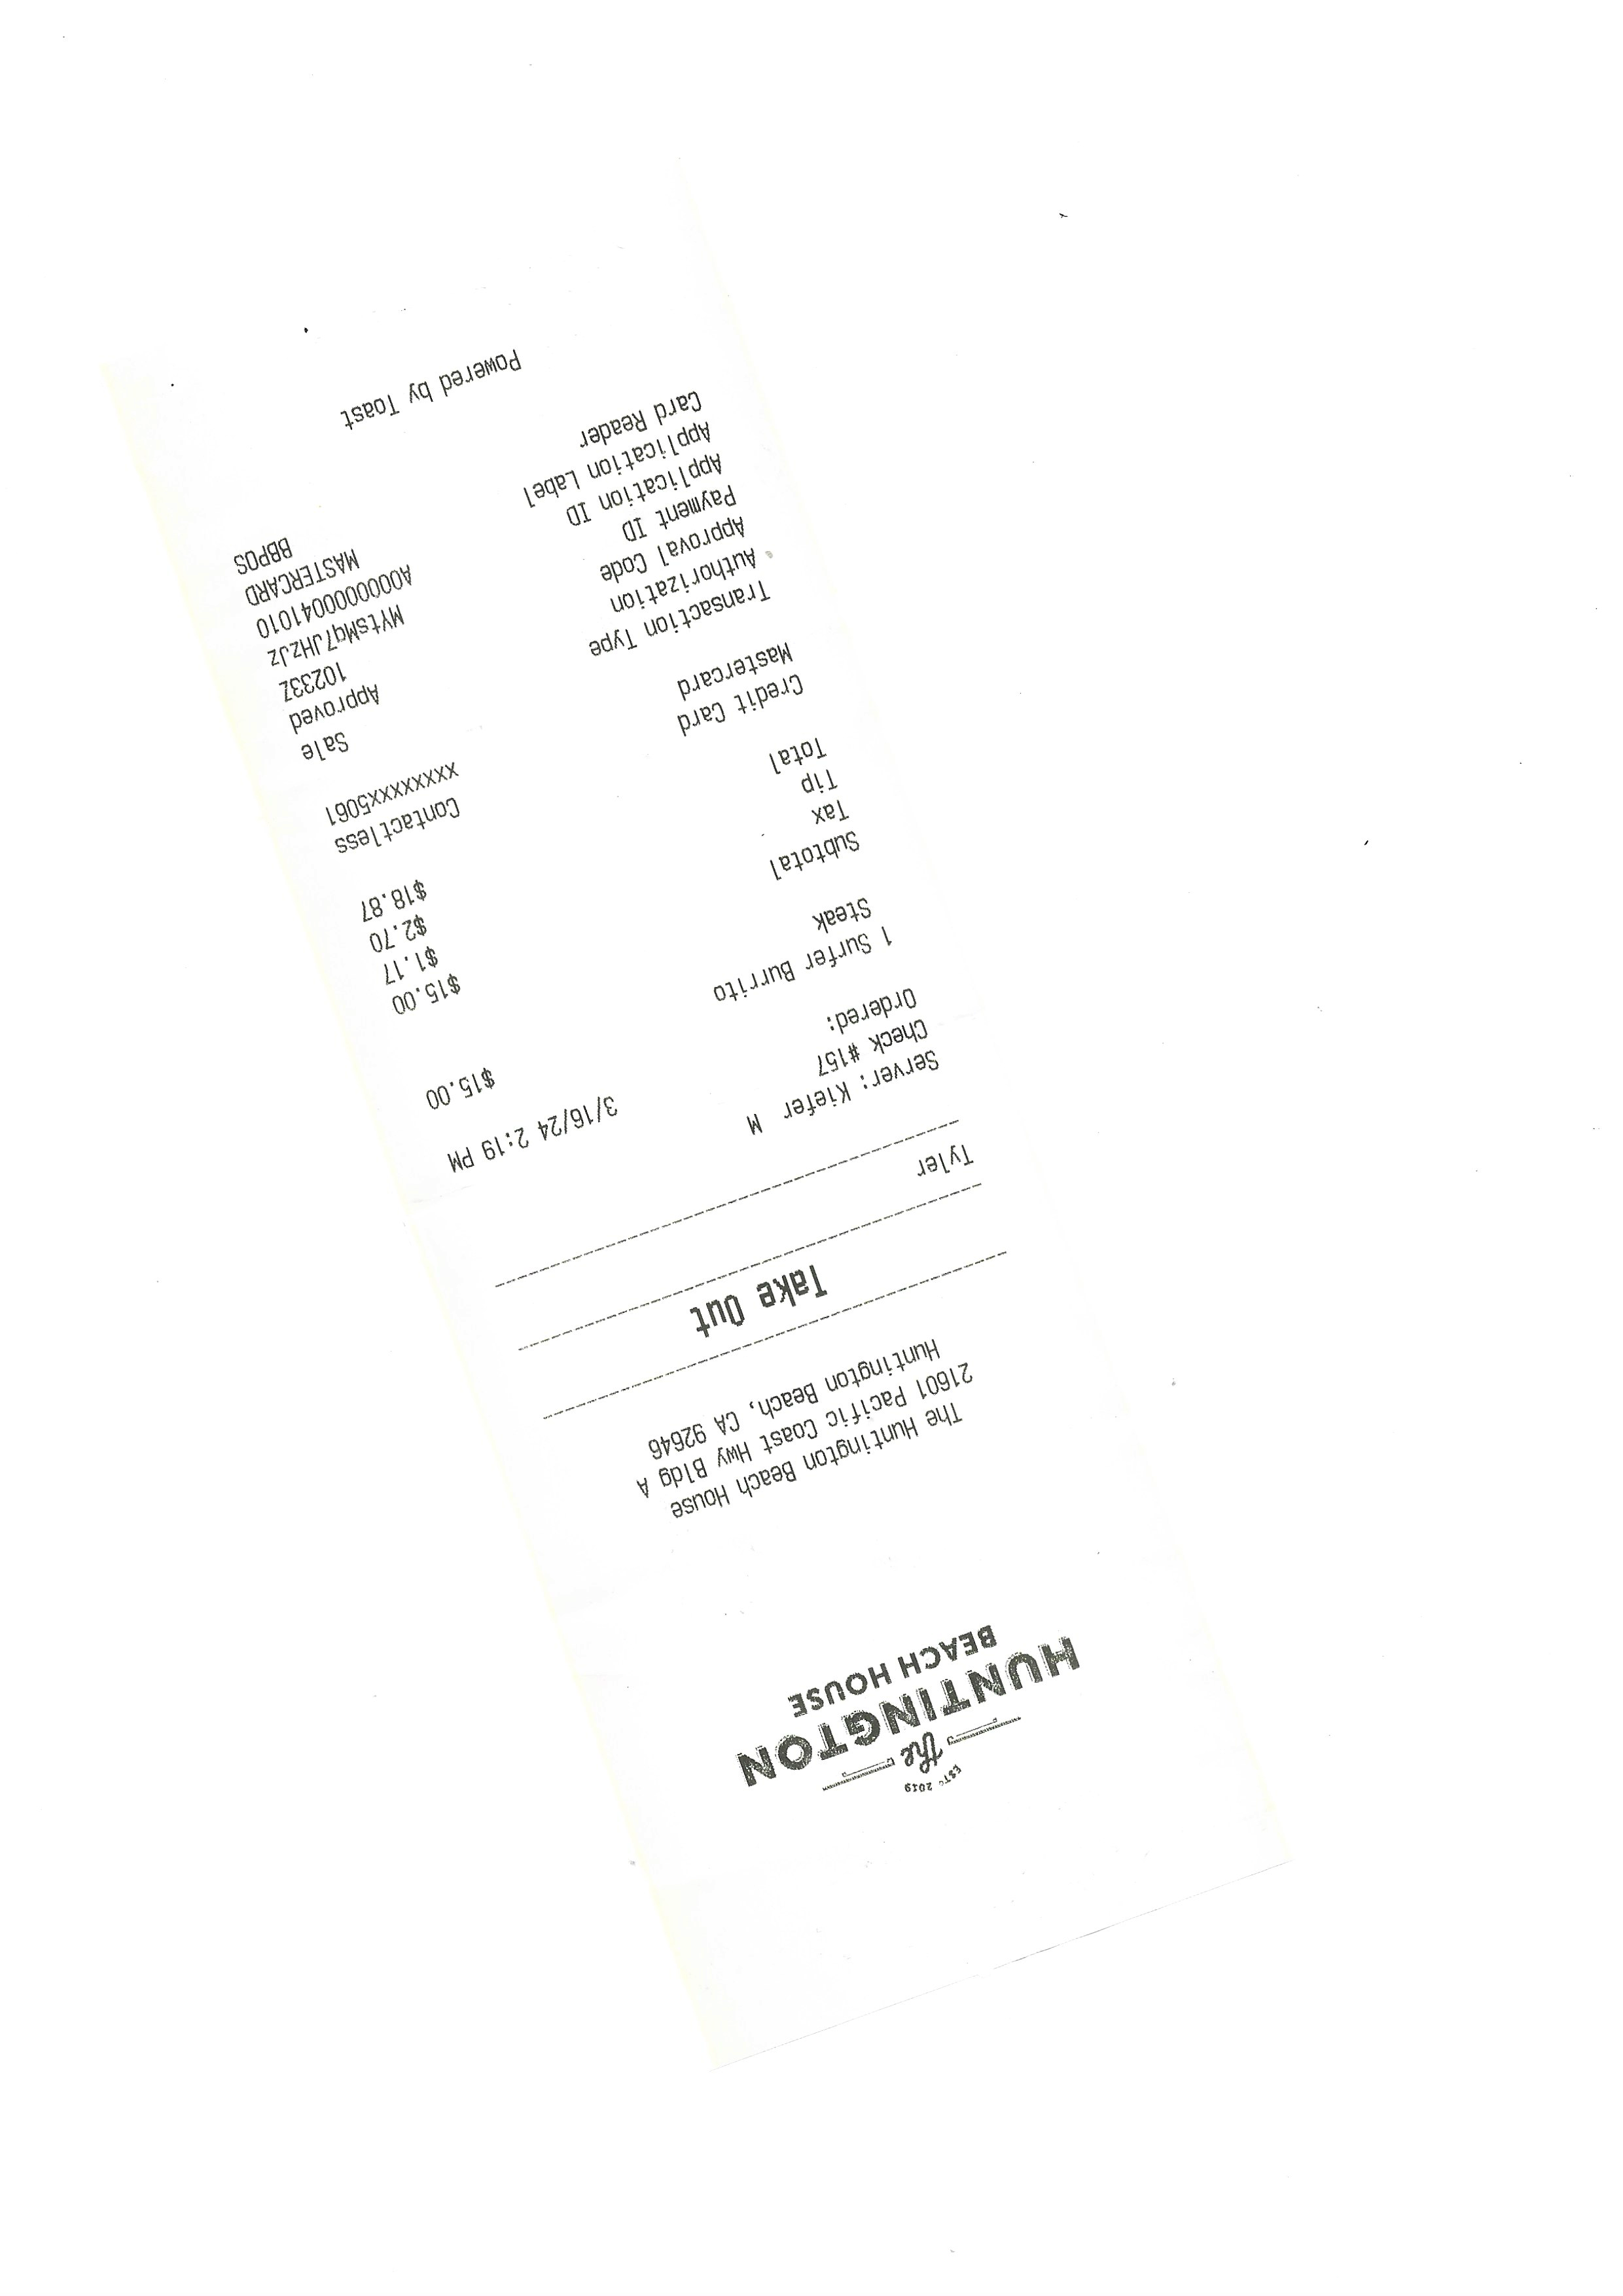 ESTD 2019
the
HUNTINGTON
BEACH HOUSE
The Huntington Beach House
21601 Pacific Coast Hwy Bldg A
Huntington Beach, CA 92646
Take Out
Tyler
Server: Kiefer M
Check #157 3/16/24 2:19 PM
Ordered:
1 Surfer Burrito $15.00
Steak
Subtotal $15.00
Tax $1.17
Tip $2.70
Total $18.87
Credit Card Contactless
Mastercard xxxxxxxx5061
Transaction Type Sale
Authorization Approved
Approval Code 10233Z
Payment ID MYtsMq7JHzJz
Application ID A0000000041010
Application Label MASTERCARD
Card Reader BBPOS
Powered by Toast